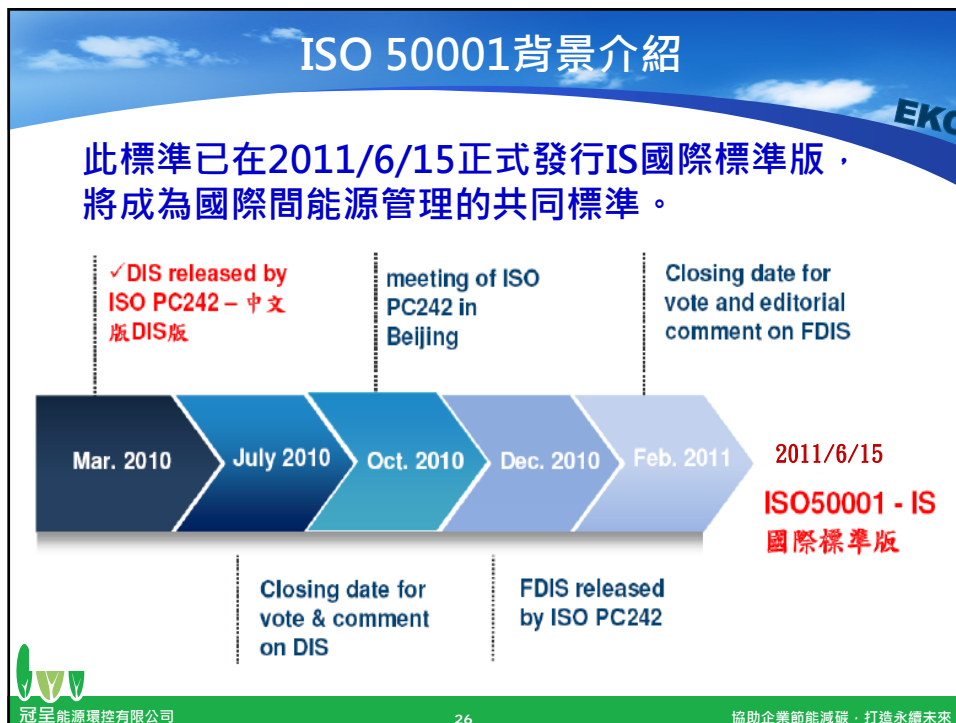 ISO 50001背景介紹
EKO
此標準已在2011/6/15正式發行IS國際標準版，
將成為國際間能源管理的共同標準。
✓DIS released by
ISO PC242 – 中文
版DIS版
meeting of ISO
PC242 in
Beijing
Closing date for
vote and editorial
comment on FDIS
Mar. 2010
July 2010
Oct. 2010
Dec. 2010
Feb. 2011
2011/6/15
ISO50001 - IS
國際標準版
Closing date for
vote & comment
on DIS
FDIS released
by ISO PC242
冠呈能源環控有限公司
26
協助企業節能減碳．打造永續未來